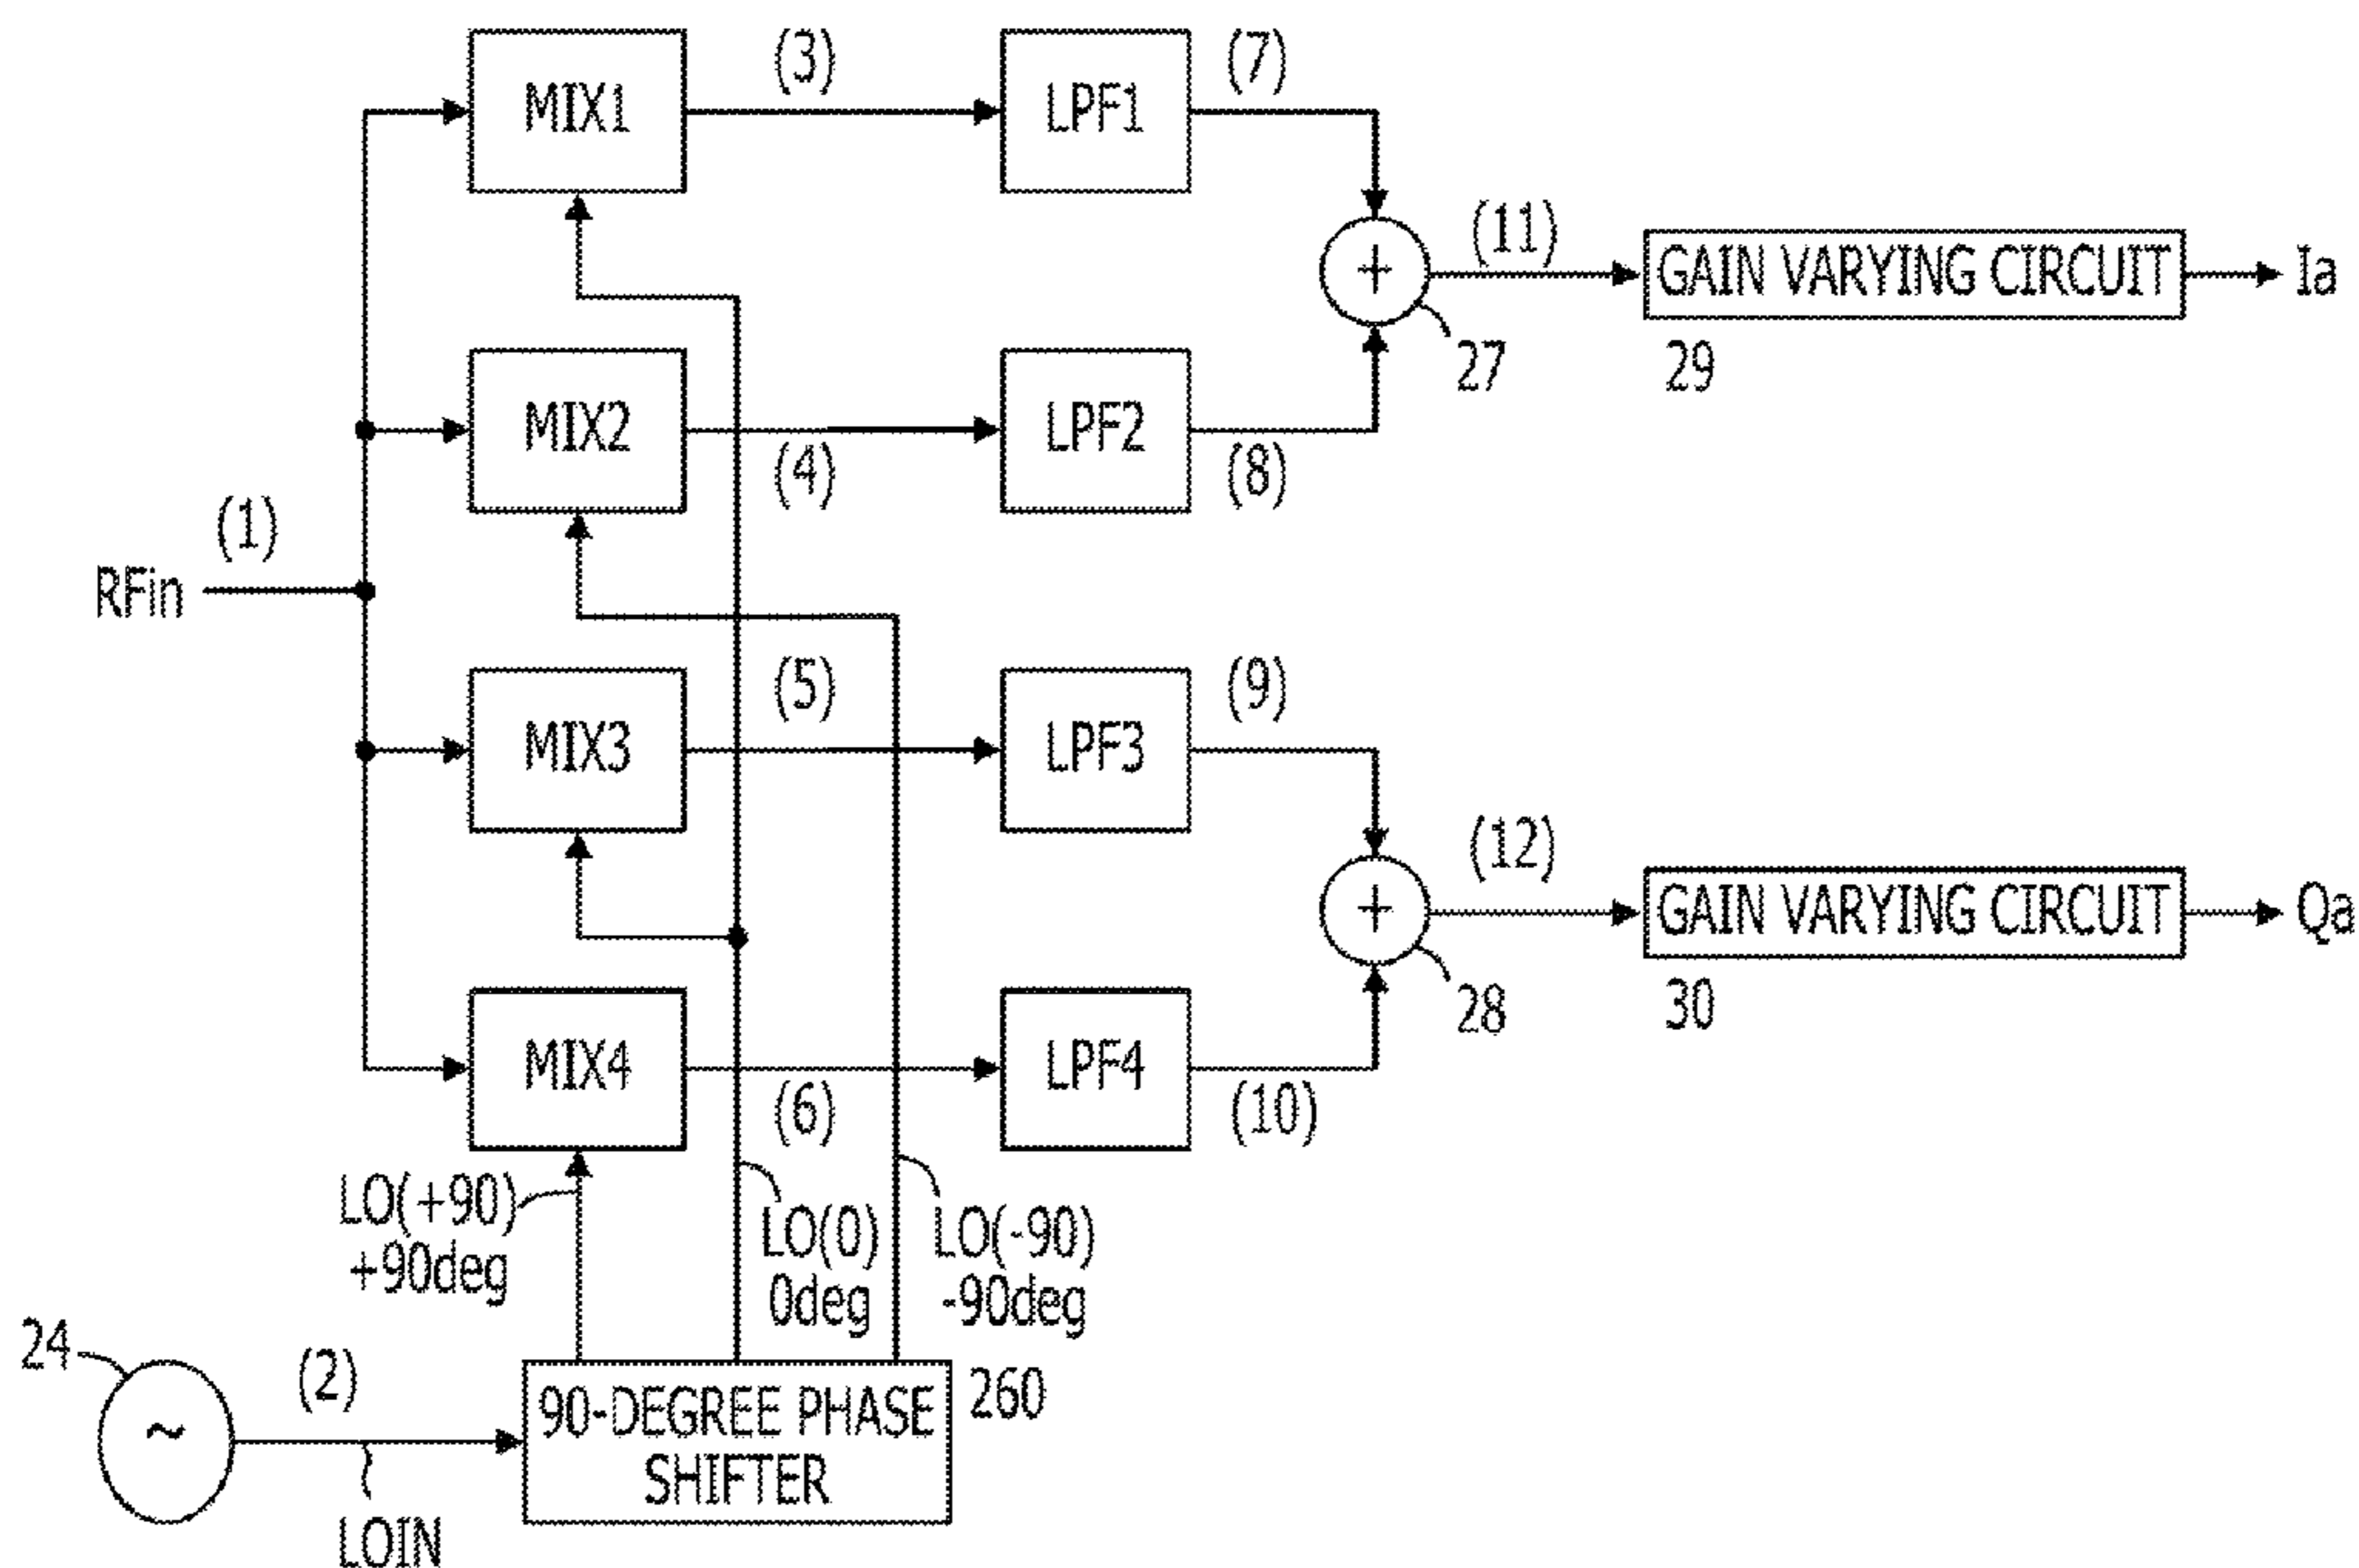 (3)
(7)
MIX1
LPF1
(11)
GAIN VARYING CIRCUIT
Ia
27
29
MIX2
LPF2
(4)
(8)
(1)
RFin
(5)
(9)
MIX3
LPF3
(12)
GAIN VARYING CIRCUIT
Qa
28
30
MIX4
LPF4
(6)
(10)
LO(+90)
+90deg
LO(0)
0deg
LO(-90)
-90deg
24
(2)
90-DEGREE PHASE
SHIFTER
260
~
LOIN
+
+